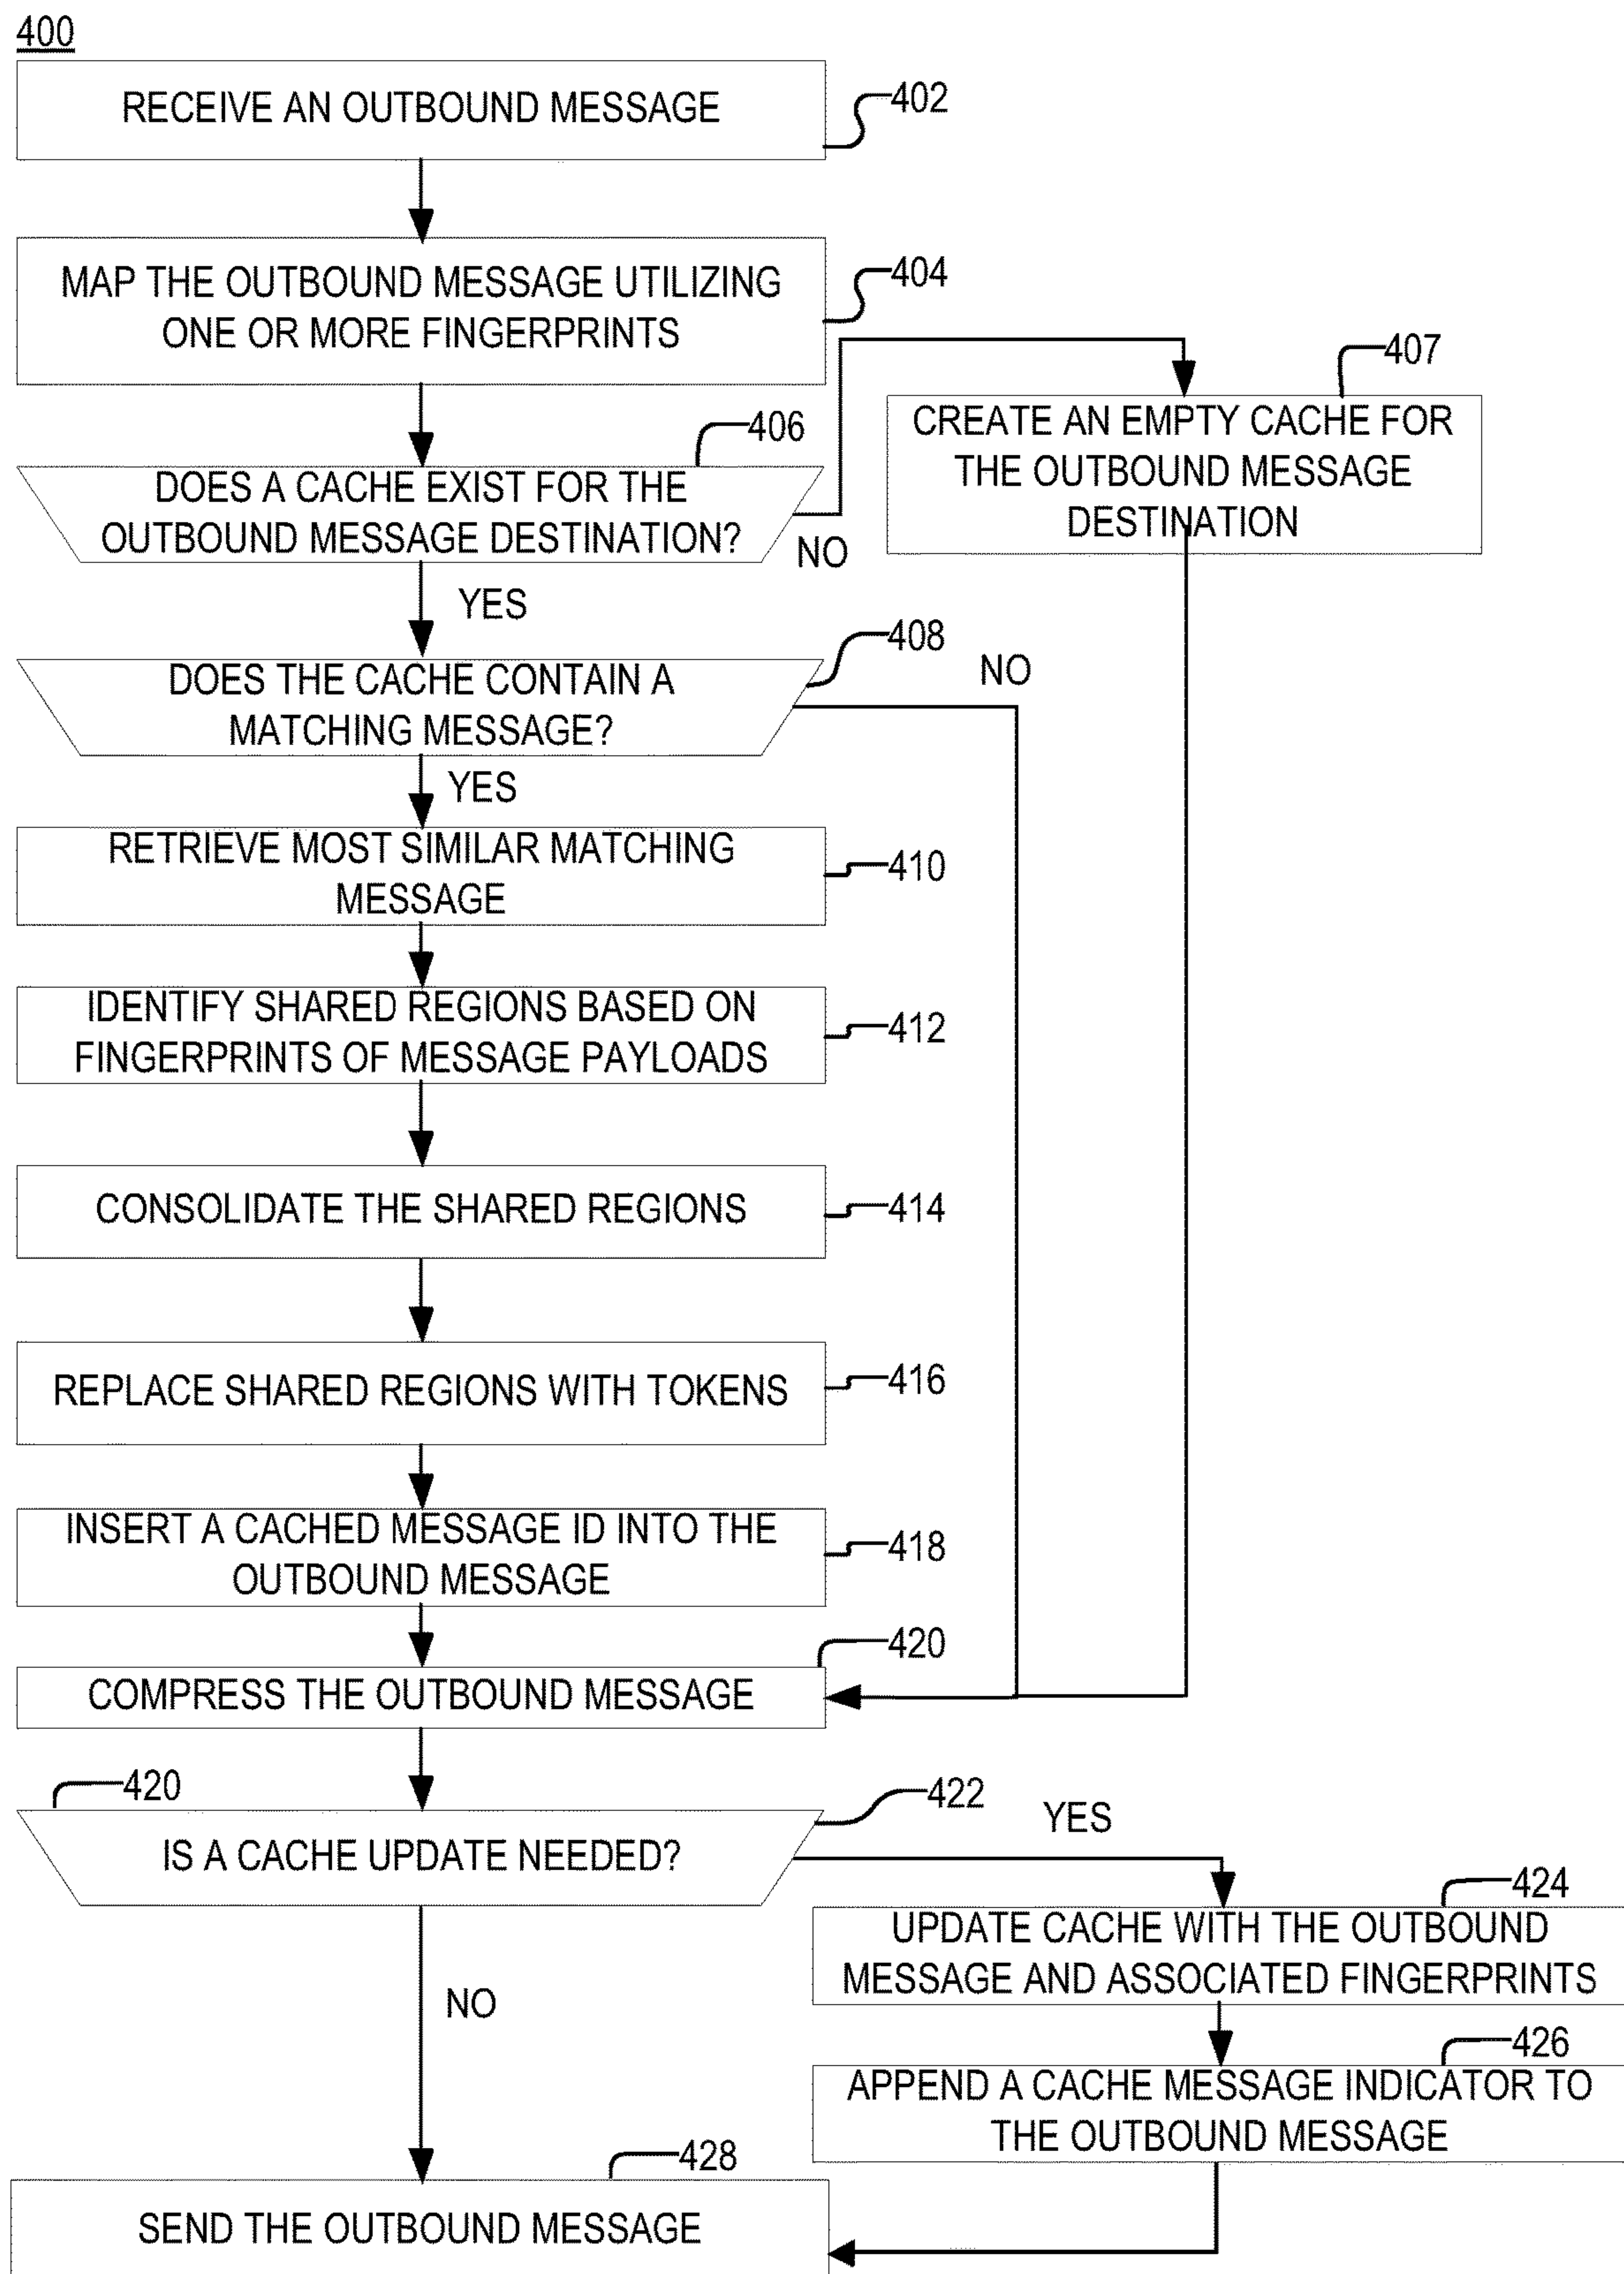 400
RECEIVE AN OUTBOUND MESSAGE
402
MAP THE OUTBOUND MESSAGE UTILIZING
ONE OR MORE FINGERPRINTS
404
407
CREATE AN EMPTY CACHE FOR
THE OUTBOUND MESSAGE
DESTINATION
406
DOES A CACHE EXIST FOR THE
OUTBOUND MESSAGE DESTINATION?
NO
YES
408
DOES THE CACHE CONTAIN A
MATCHING MESSAGE?
NO
YES
RETRIEVE MOST SIMILAR MATCHING
MESSAGE
410
IDENTIFY SHARED REGIONS BASED ON
FINGERPRINTS OF MESSAGE PAYLOADS
412
CONSOLIDATE THE SHARED REGIONS
414
REPLACE SHARED REGIONS WITH TOKENS
416
INSERT A CACHED MESSAGE ID INTO THE
OUTBOUND MESSAGE
418
420
COMPRESS THE OUTBOUND MESSAGE
420
422
IS A CACHE UPDATE NEEDED?
YES
NO
424
UPDATE CACHE WITH THE OUTBOUND
MESSAGE AND ASSOCIATED FINGERPRINTS
426
APPEND A CACHE MESSAGE INDICATOR TO
THE OUTBOUND MESSAGE
428
SEND THE OUTBOUND MESSAGE